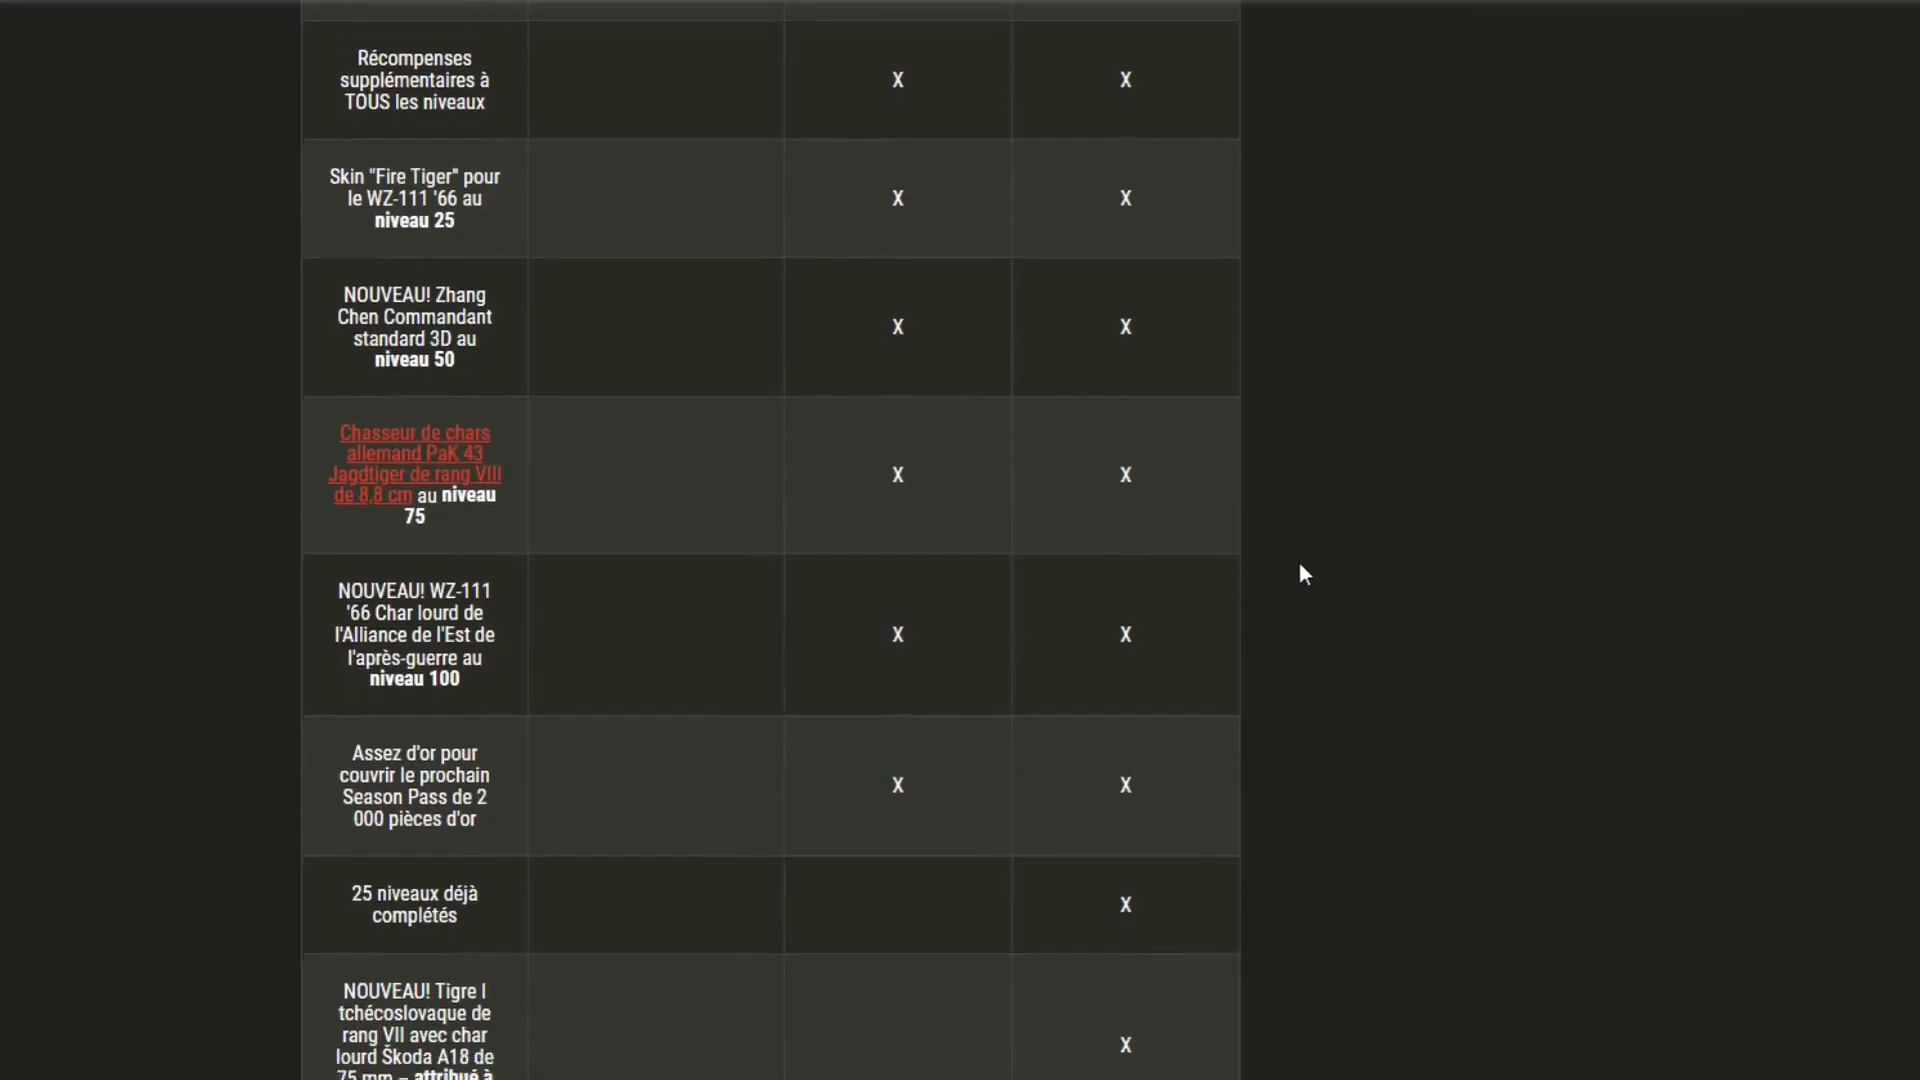 Récompenses
supplémentaires à
TOUS les niveaux
X
X
Skin "Fire Tiger" pour
le WZ-111 '66 au
niveau 25
X
X
NOUVEAU! Zhang
Chen Commandant
standard 3D au
niveau 50
X
X
Chasseur de chars
allemand PaK 43
Jagdtiger de rang VIII
de 8,8 cm au niveau
75
X
X
NOUVEAU! WZ-111
'66 Char lourd de
l'Alliance de l'Est de
l'après-guerre au
niveau 100
X
X
Assez d'or pour
couvrir le prochain
Season Pass de 2
000 pièces d'or
X
X
25 niveaux déjà
complétés
X
NOUVEAU! Tigre I
tchécoslovaque de
rang VII avec char
lourd Škoda A18 de
75 mm – attribué à
X